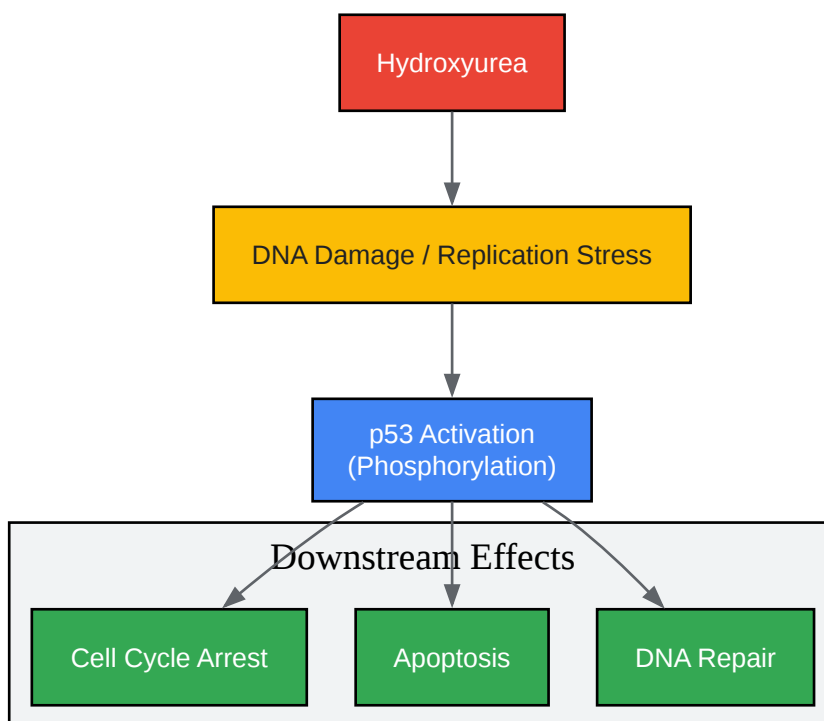 Hydroxyurea
DNA Damage / Replication Stress
p53 Activation
(Phosphorylation)
Downstream Effects
Cell Cycle Arrest
Apoptosis
DNA Repair